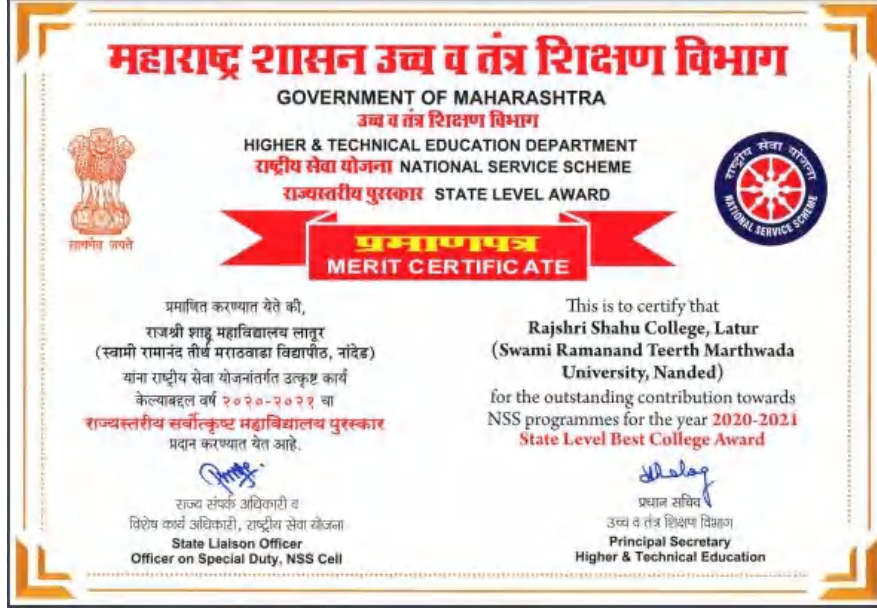 महाराष्ट्र शासन उच्च व तंत्र शिक्षण विभाग
GOVERNMENT OF MAHARASHTRA
उच्च व तंत्र शिक्षण विभाग
HIGHER & TECHNICAL EDUCATION DEPARTMENT
राष्ट्रीय सेवा योजना NATIONAL SERVICE SCHEME
राज्यस्तरीय पुरस्कार STATE LEVEL AWARD
सत्यमेव जयते
राष्ट्रीय सेवा योजना
NATIONAL SERVICE SCHEME
प्रमाणपत्र
MERIT CERTIFICATE
प्रमाणित करण्यात येते की,
राजश्री शाहू महाविद्यालय लातूर
(स्वामी रामानंद तीर्थ मराठवाडा विद्यापीठ, नांदेड)
यांना राष्ट्रीय सेवा योजनांतर्गत उत्कृष्ट कार्य
केल्याबद्दल वर्ष २०२०-२०२१ चा
राज्यस्तरीय सर्वोत्कृष्ट महाविद्यालय पुरस्कार
प्रदान करण्यात येत आहे.
राज्य संपर्क अधिकारी व
विशेष कार्य अधिकारी, राष्ट्रीय सेवा योजना
State Liaison Officer
Officer on Special Duty, NSS Cell
This is to certify that
Rajshri Shahu College, Latur
(Swami Ramanand Teerth Marthwada
University, Nanded)
for the outstanding contribution towards
NSS programmes for the year 2020-2021
State Level Best College Award
प्रधान सचिव
उच्च व तंत्र शिक्षण विभाग
Principal Secretary
Higher & Technical Education